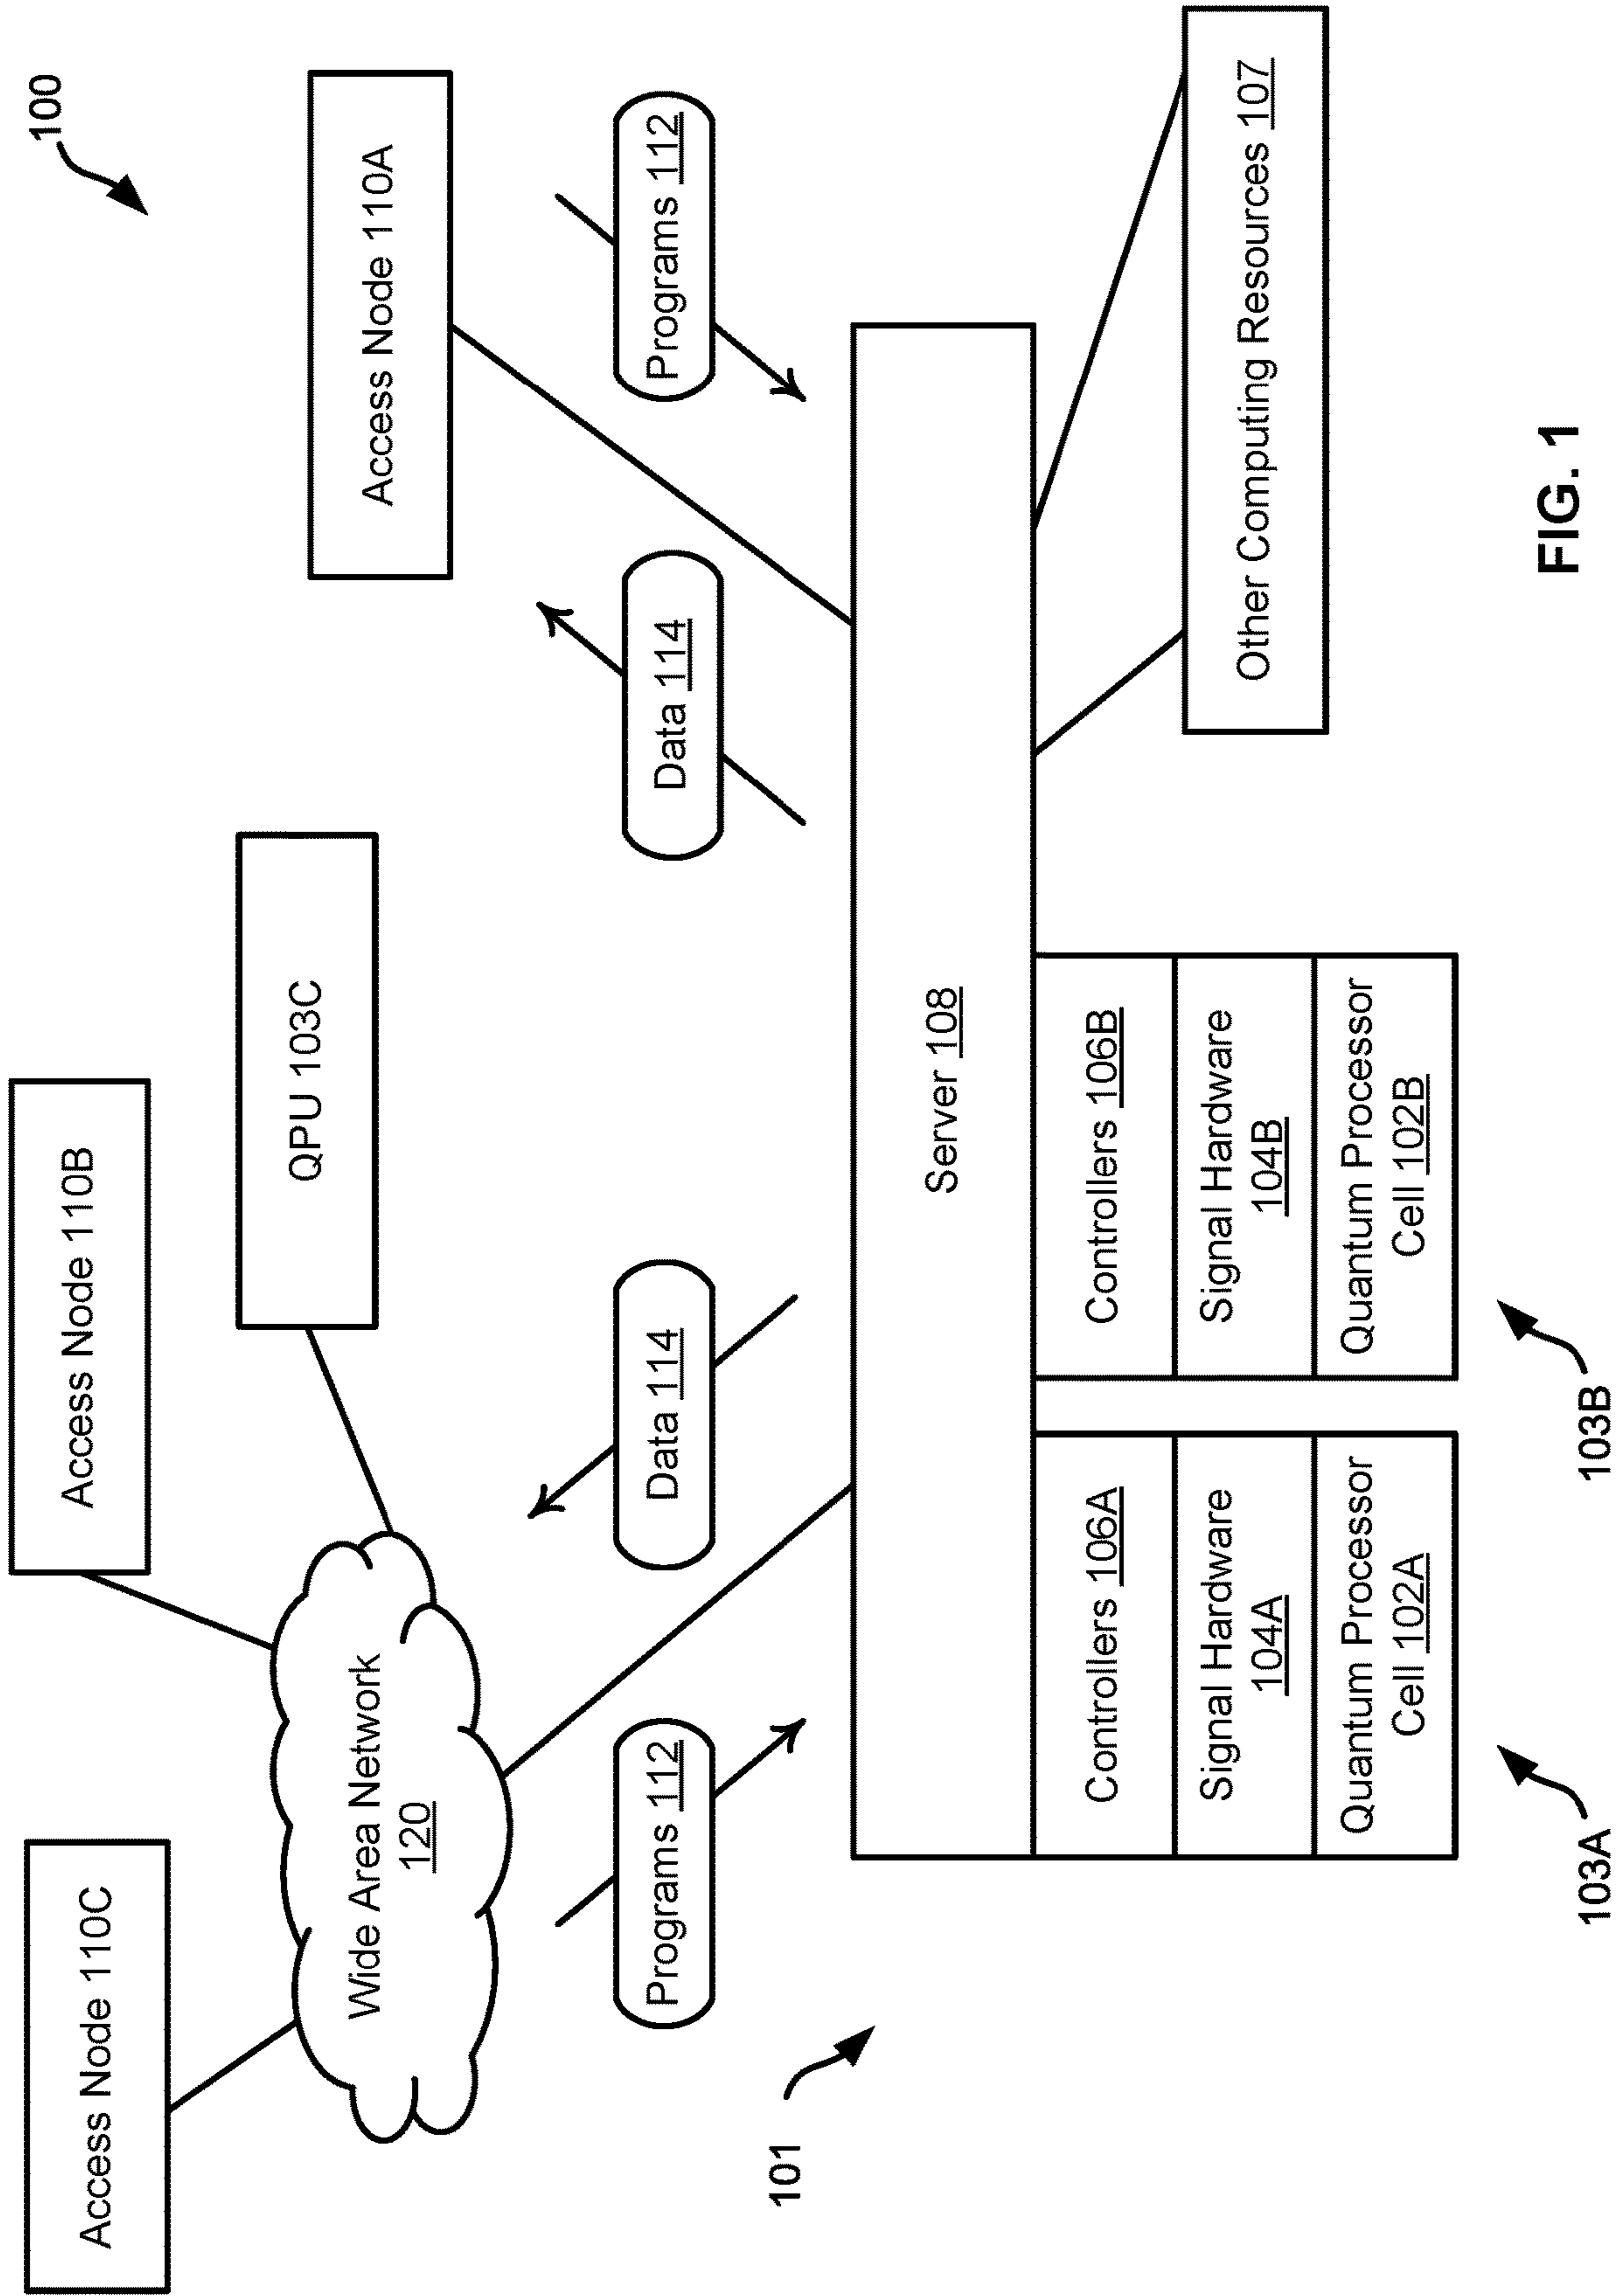 100
Access Node 110C
Access Node 110B
QPU 103C
Access Node 110A
Wide Area Network
120
Programs 112
Data 114
Data 114
Programs 112
101
Server 108
Controllers 106A
Signal Hardware
104A
Quantum Processor
Cell 102A
Controllers 106B
Signal Hardware
104B
Quantum Processor
Cell 102B
Other Computing Resources 107
103A
103B
FIG. 1